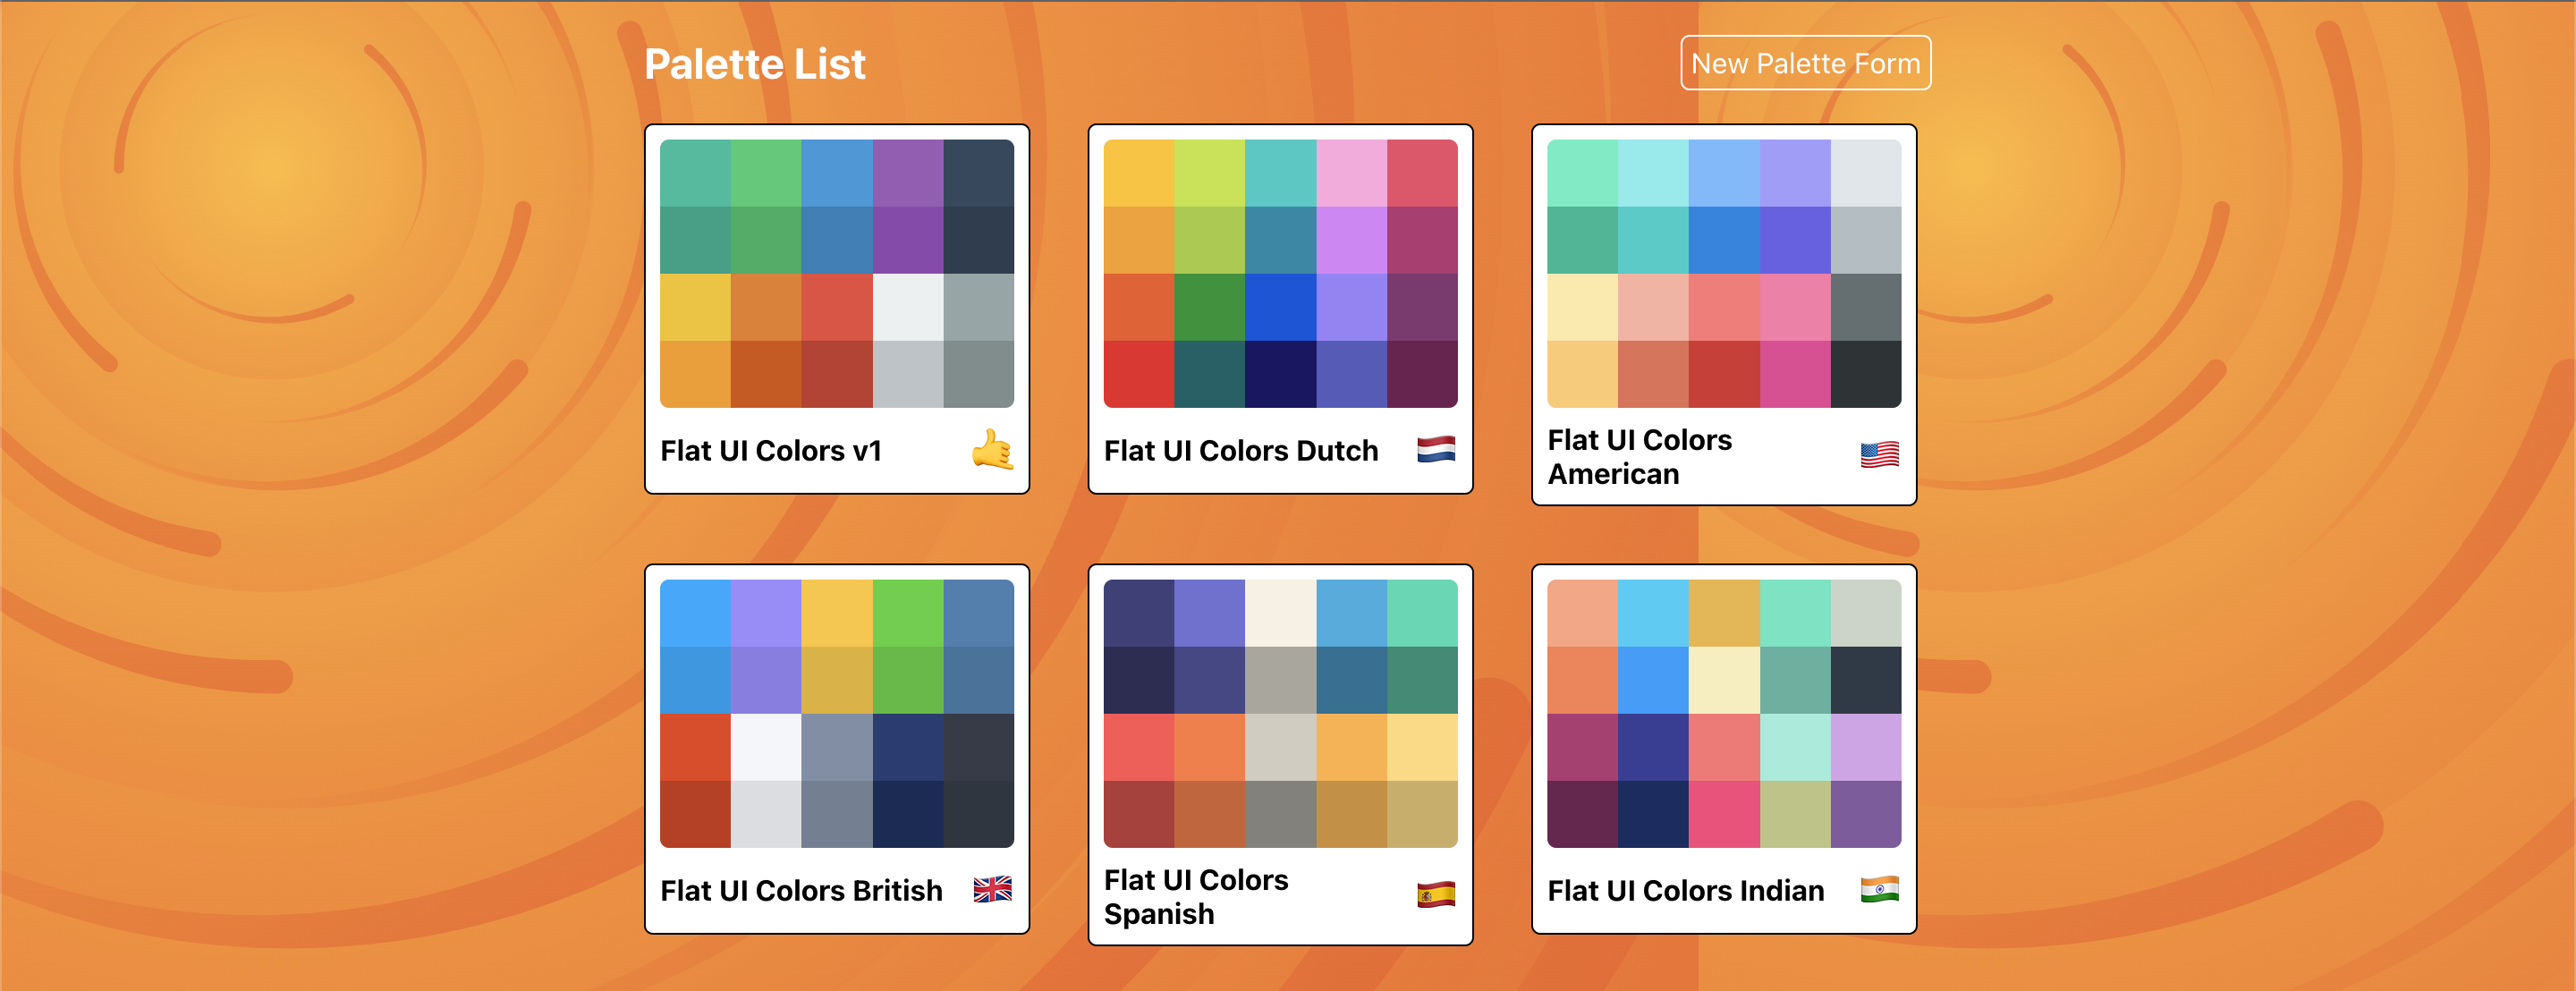 Palette List
New Palette Form
Flat UI Colors v1
Flat UI Colors Dutch
Flat UI Colors
American
Flat UI Colors British
Flat UI Colors
Spanish
Flat UI Colors Indian